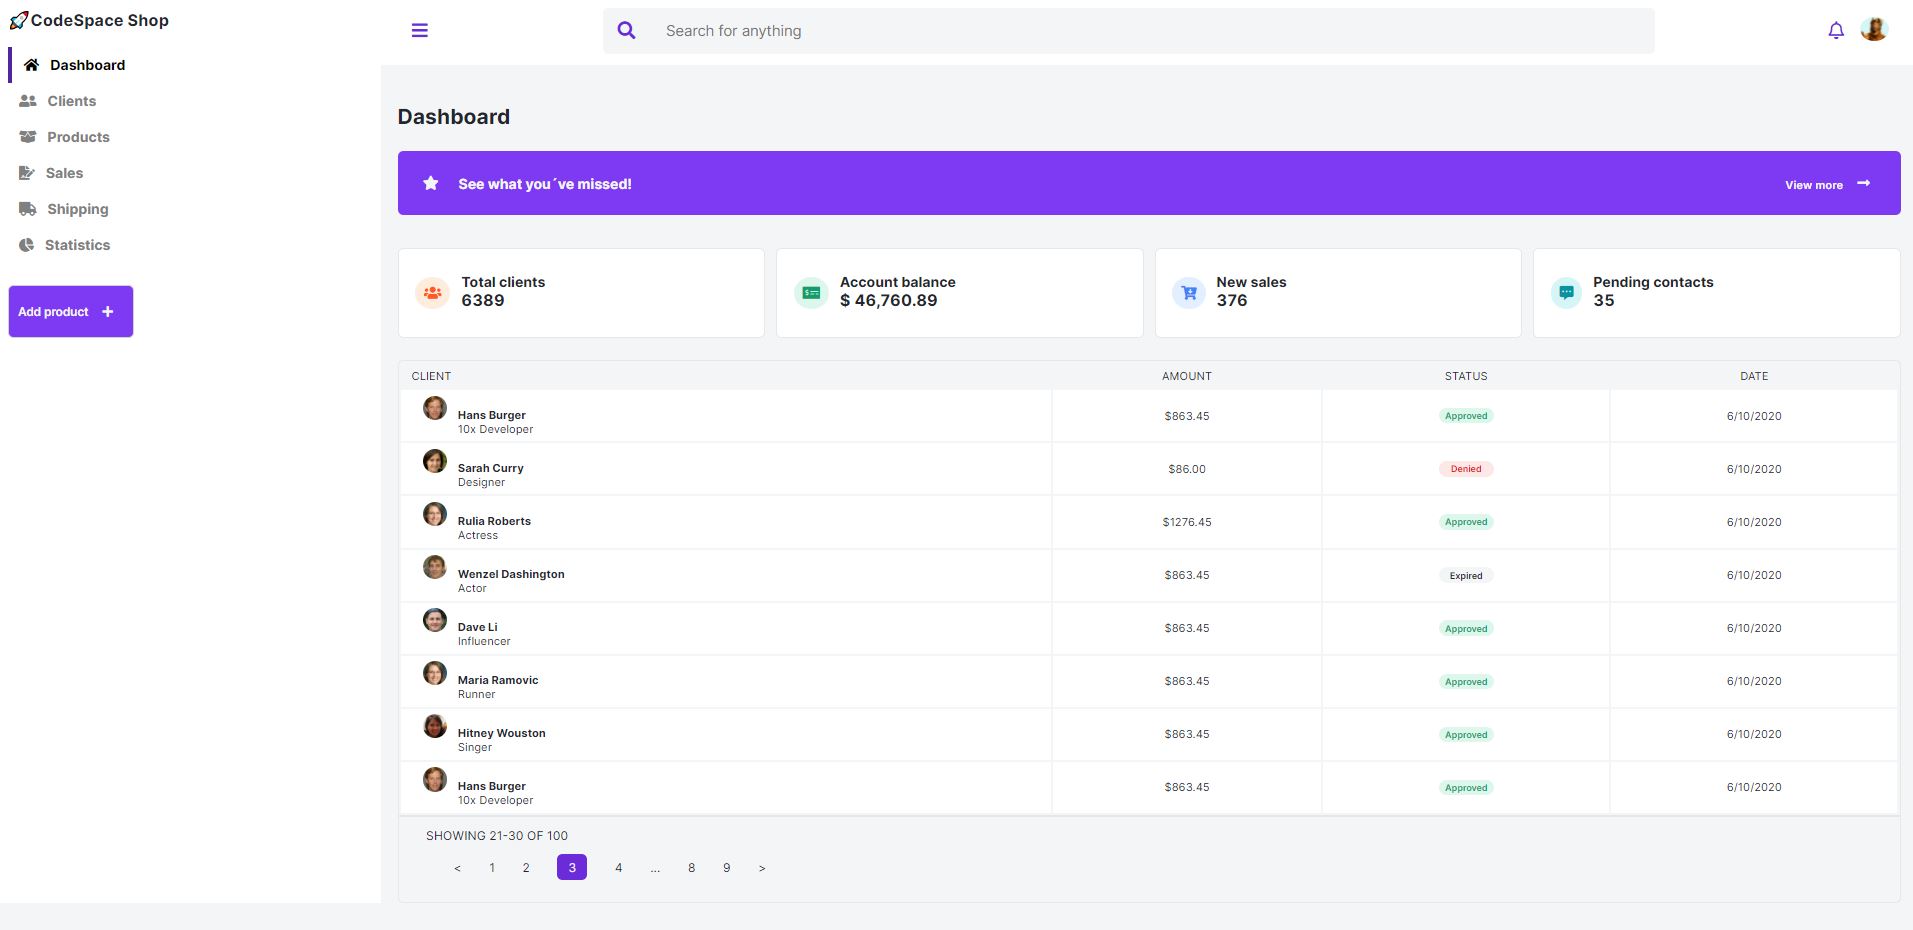 CodeSpace Shop
Search for anything
Dashboard
Clients
Products
Sales
Shipping
Statistics
Add product +
Dashboard
See what you´ve missed!
View more
Total clients
6389
Account balance
$ 46,760.89
New sales
376
Pending contacts
35
CLIENT AMOUNT STATUS DATE
Hans Burger
10x Developer
$863.45 Approved 6/10/2020
Sarah Curry
Designer
$86.00 Denied 6/10/2020
Rulia Roberts
Actress
$1276.45 Approved 6/10/2020
Wenzel Dashington
Actor
$863.45 Expired 6/10/2020
Dave Li
Influencer
$863.45 Approved 6/10/2020
Maria Ramovic
Runner
$863.45 Approved 6/10/2020
Hitney Wouston
Singer
$863.45 Approved 6/10/2020
Hans Burger
10x Developer
$863.45 Approved 6/10/2020
SHOWING 21-30 OF 100
< 1 2 3 4 ... 8 9 >